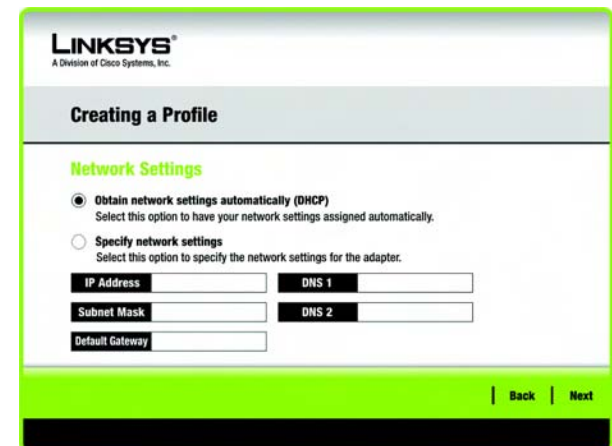 LINKSYS®
A Division of Cisco Systems, Inc.
Creating a Profile
Network Settings
Obtain network settings automatically (DHCP)
Select this option to have your network settings assigned automatically.
Specify network settings
Select this option to specify the network settings for the adapter.
IP Address
DNS 1
Subnet Mask
DNS 2
Default Gateway
Back
Next